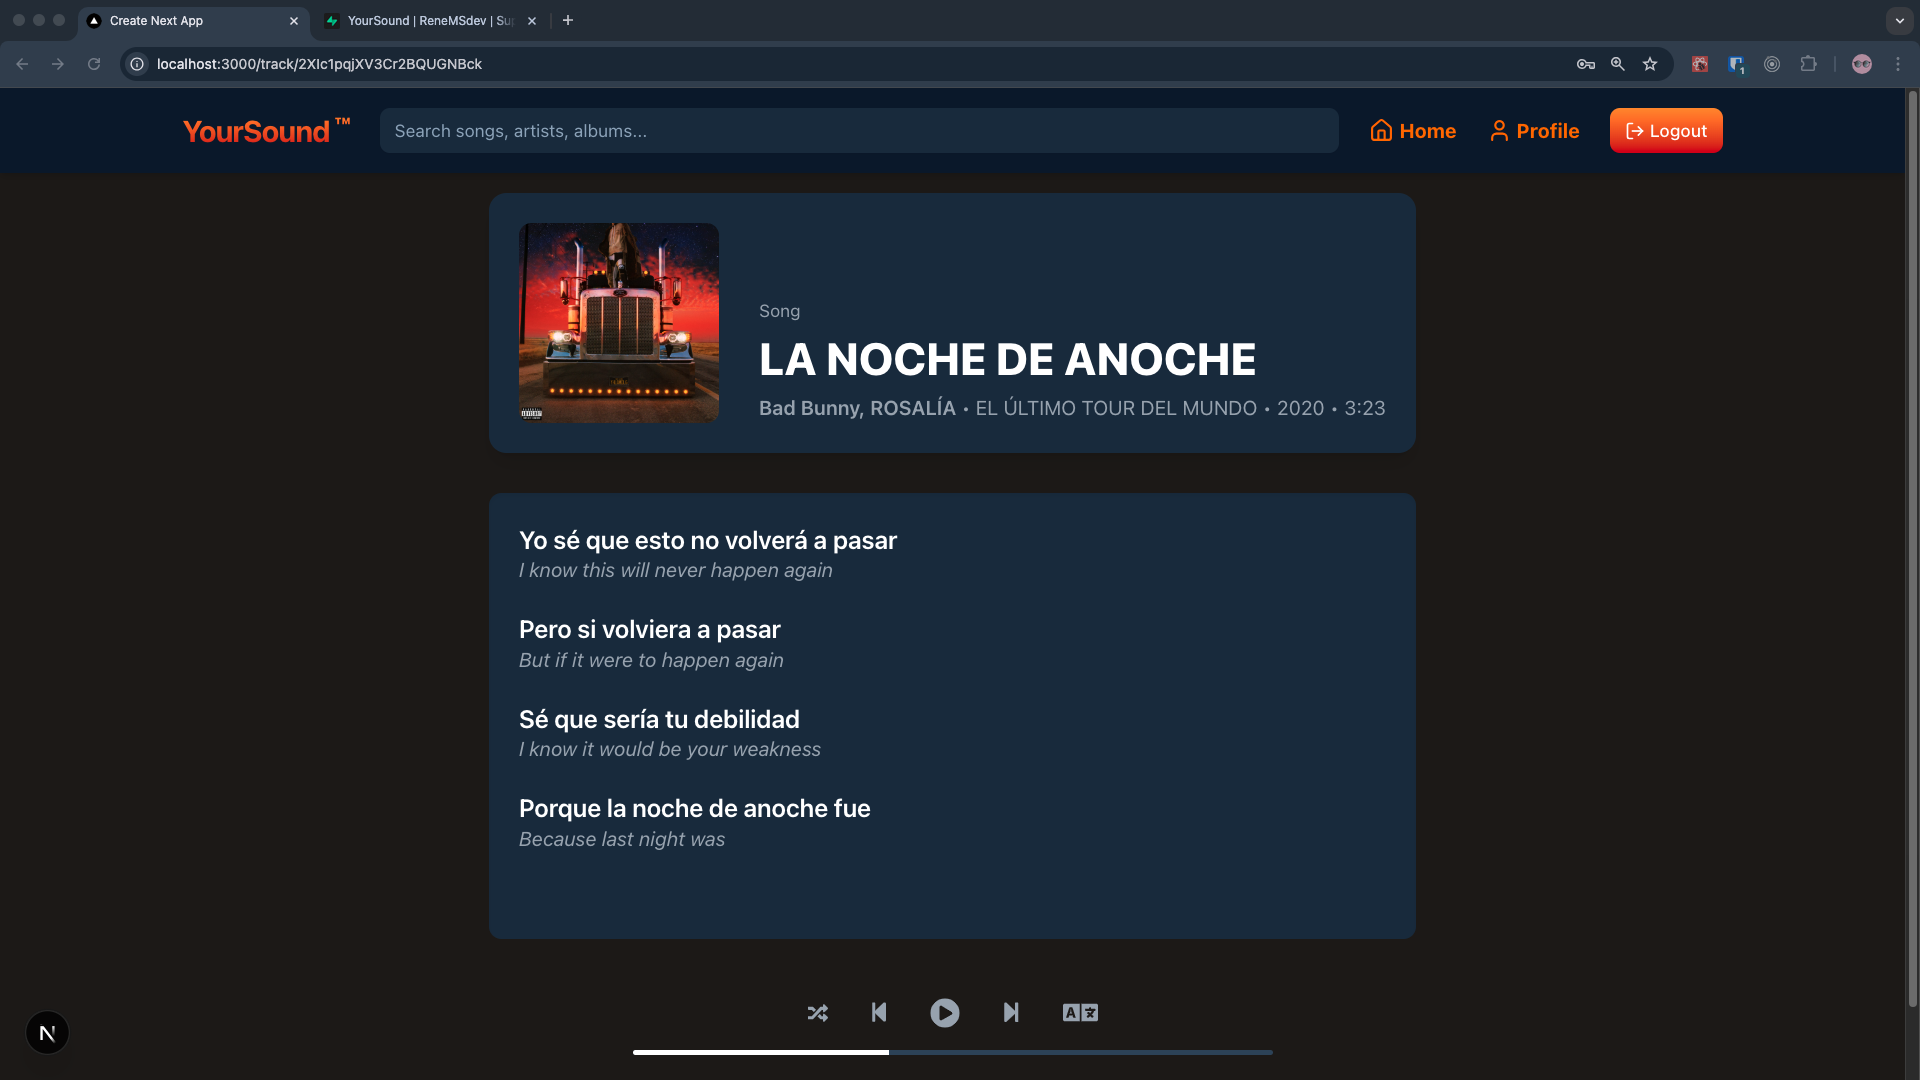 Create Next App
YourSound | ReneMSdev | Su
localhost:3000/track/2XIc1pqjXV3Cr2BQUGNBck
1
YourSound ™
Search songs, artists, albums...
Home
Profile
Logout
Song
LA NOCHE DE ANOCHE
Bad Bunny, ROSALÍA • EL ÚLTIMO TOUR DEL MUNDO • 2020 • 3:23
Yo sé que esto no volverá a pasar
I know this will never happen again
Pero si volviera a pasar
But if it were to happen again
Sé que sería tu debilidad
I know it would be your weakness
Porque la noche de anoche fue
Because last night was
N
A 文